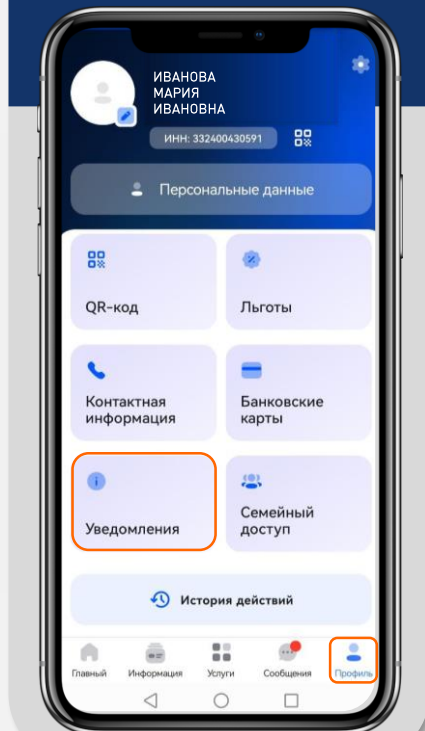 ИВАНОВА
МАРИЯ
ИВАНОВНА
ИНН: 332400430591
Персональные данные
QR-код
Льготы
Контактная
информация
Банковские
карты
Уведомления
Семейный
доступ
История действий
Главный
Информация
Услуги
Сообщения
Профиль